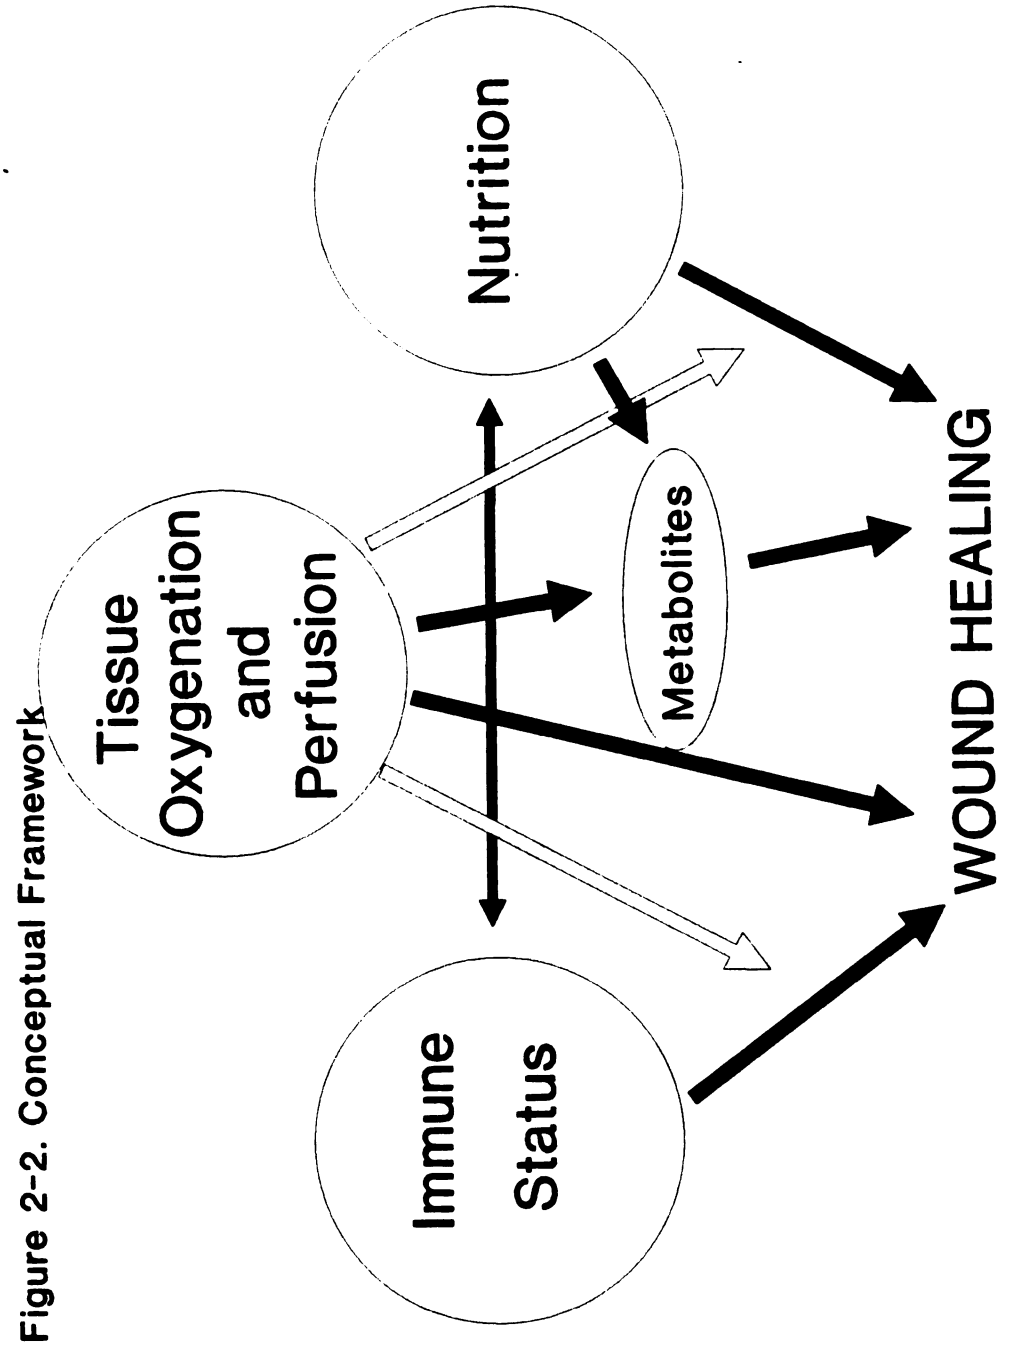 Figure 2-2. Conceptual Framework
Tissue
Oxygenation
and
Perfusion
Immune
Status
Nutrition
Metabolites
WOUND HEALING